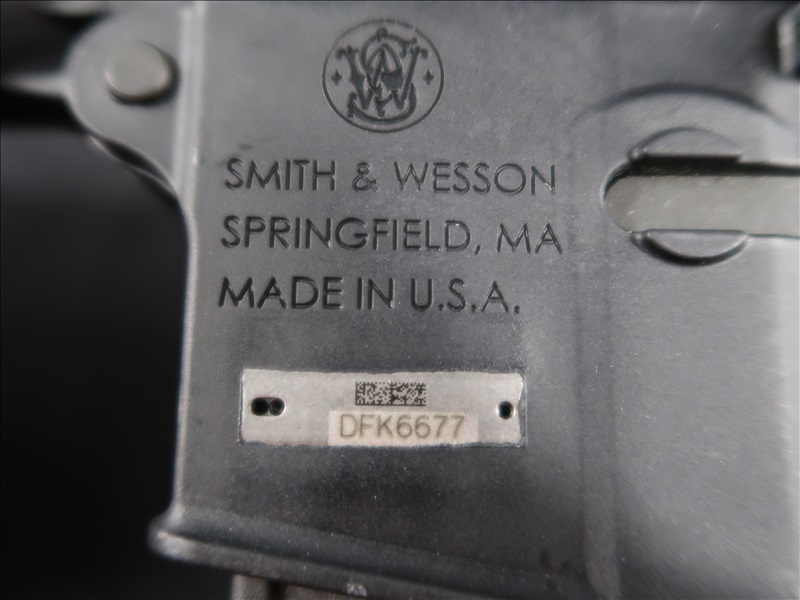 SMITH & WESSON
SPRINGFIELD, MA
MADE IN U.S.A.
DFK6677